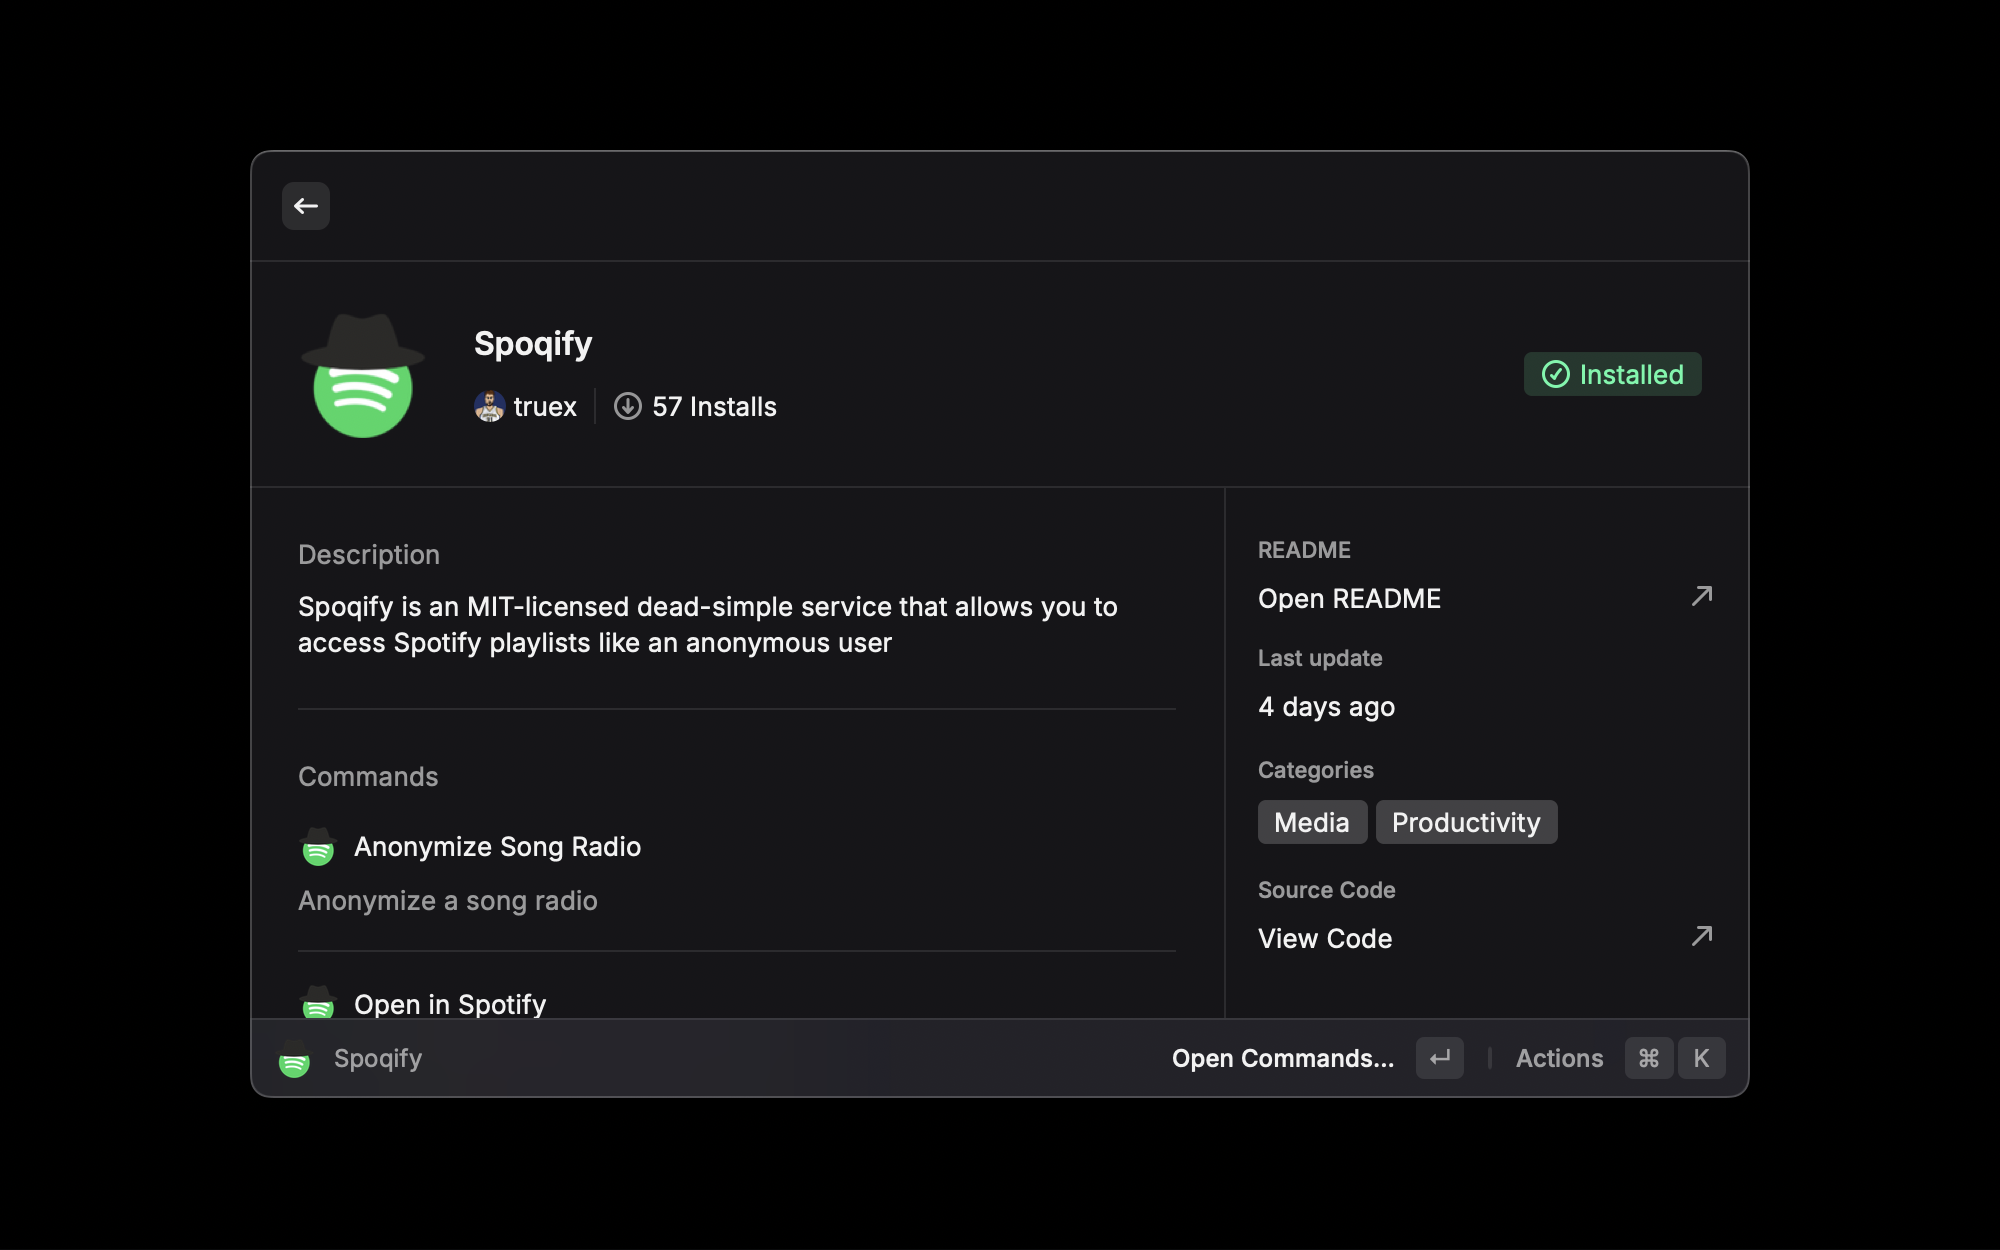 Spoqify
truex
57 Installs
Installed
Description
Spoqify is an MIT-licensed dead-simple service that allows you to
access Spotify playlists like an anonymous user
Commands
Anonymize Song Radio
Anonymize a song radio
Open in Spotify
README
Open README
Last update
4 days ago
Categories
Media
Productivity
Source Code
View Code
Spoqify
Open Commands...
Actions
⌘ K